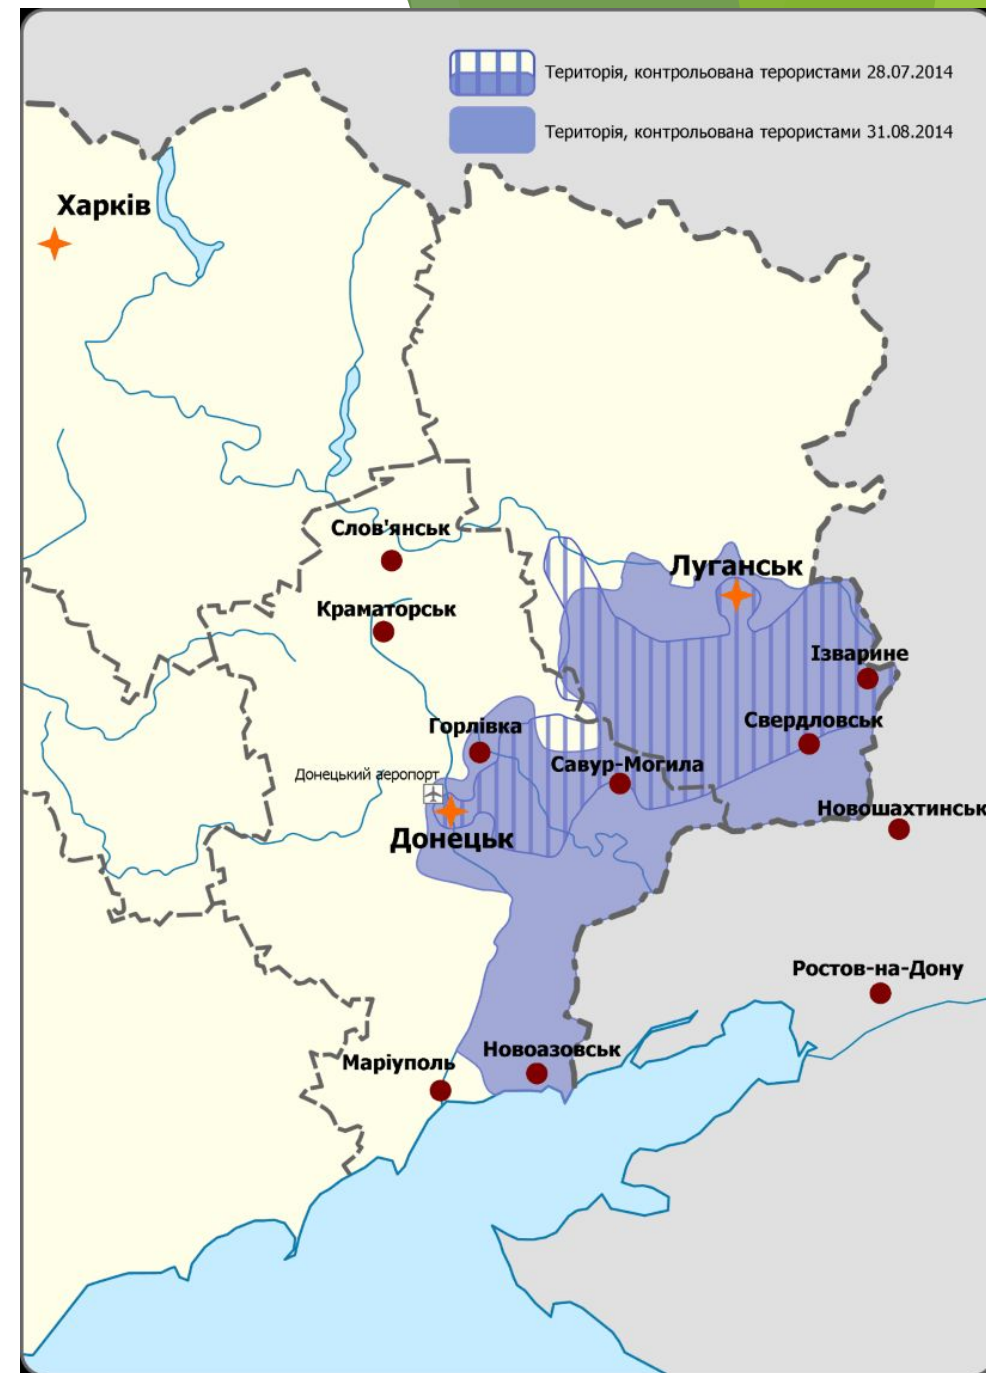 Територія, контрольована терористами 28.07.2014
Територія, контрольована терористами 31.08.2014
Харків
Слов'янськ
Луганськ
Краматорськ
Ізварине
Свердловськ
Горлівка
Савур-Могила
Донецький аеропорт
Новошахтинськ
Донецьк
Ростов-на-Дону
Новоазовськ
Маріуполь